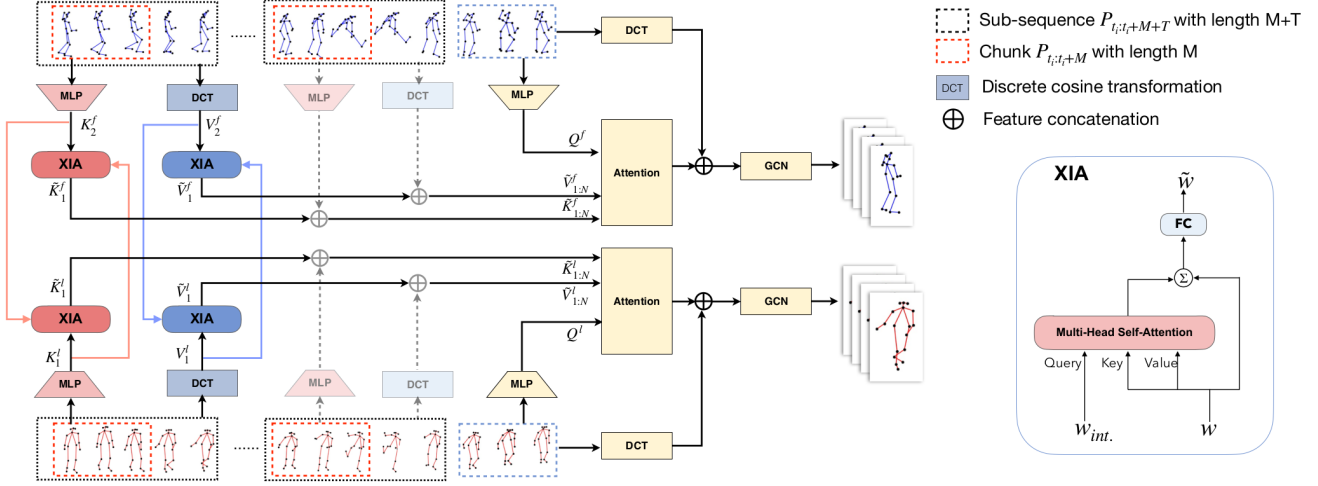 Sub-sequence P_{t_i:t_i+M+T} with length M+T
Chunk P_{t_i:t_i+M} with length M
DCT Discrete cosine transformation
⊕ Feature concatenation
...... DCT
MLP DCT MLP DCT MLP
K_2^f V_2^f Q^f
XIA XIA Attention GCN
K̃_1^f Ṽ_1^f Ṽ_{1:N}^f
K̃_{1:N}^f
K̃_1^l Ṽ_1^l K̃_{1:N}^l
Ṽ_{1:N}^l
XIA XIA Attention GCN
K_1^l V_1^l Q^l
MLP DCT MLP DCT MLP
...... DCT
XIA
w̃
FC
Σ
Multi-Head Self-Attention
Query Key Value
w_{int.} w